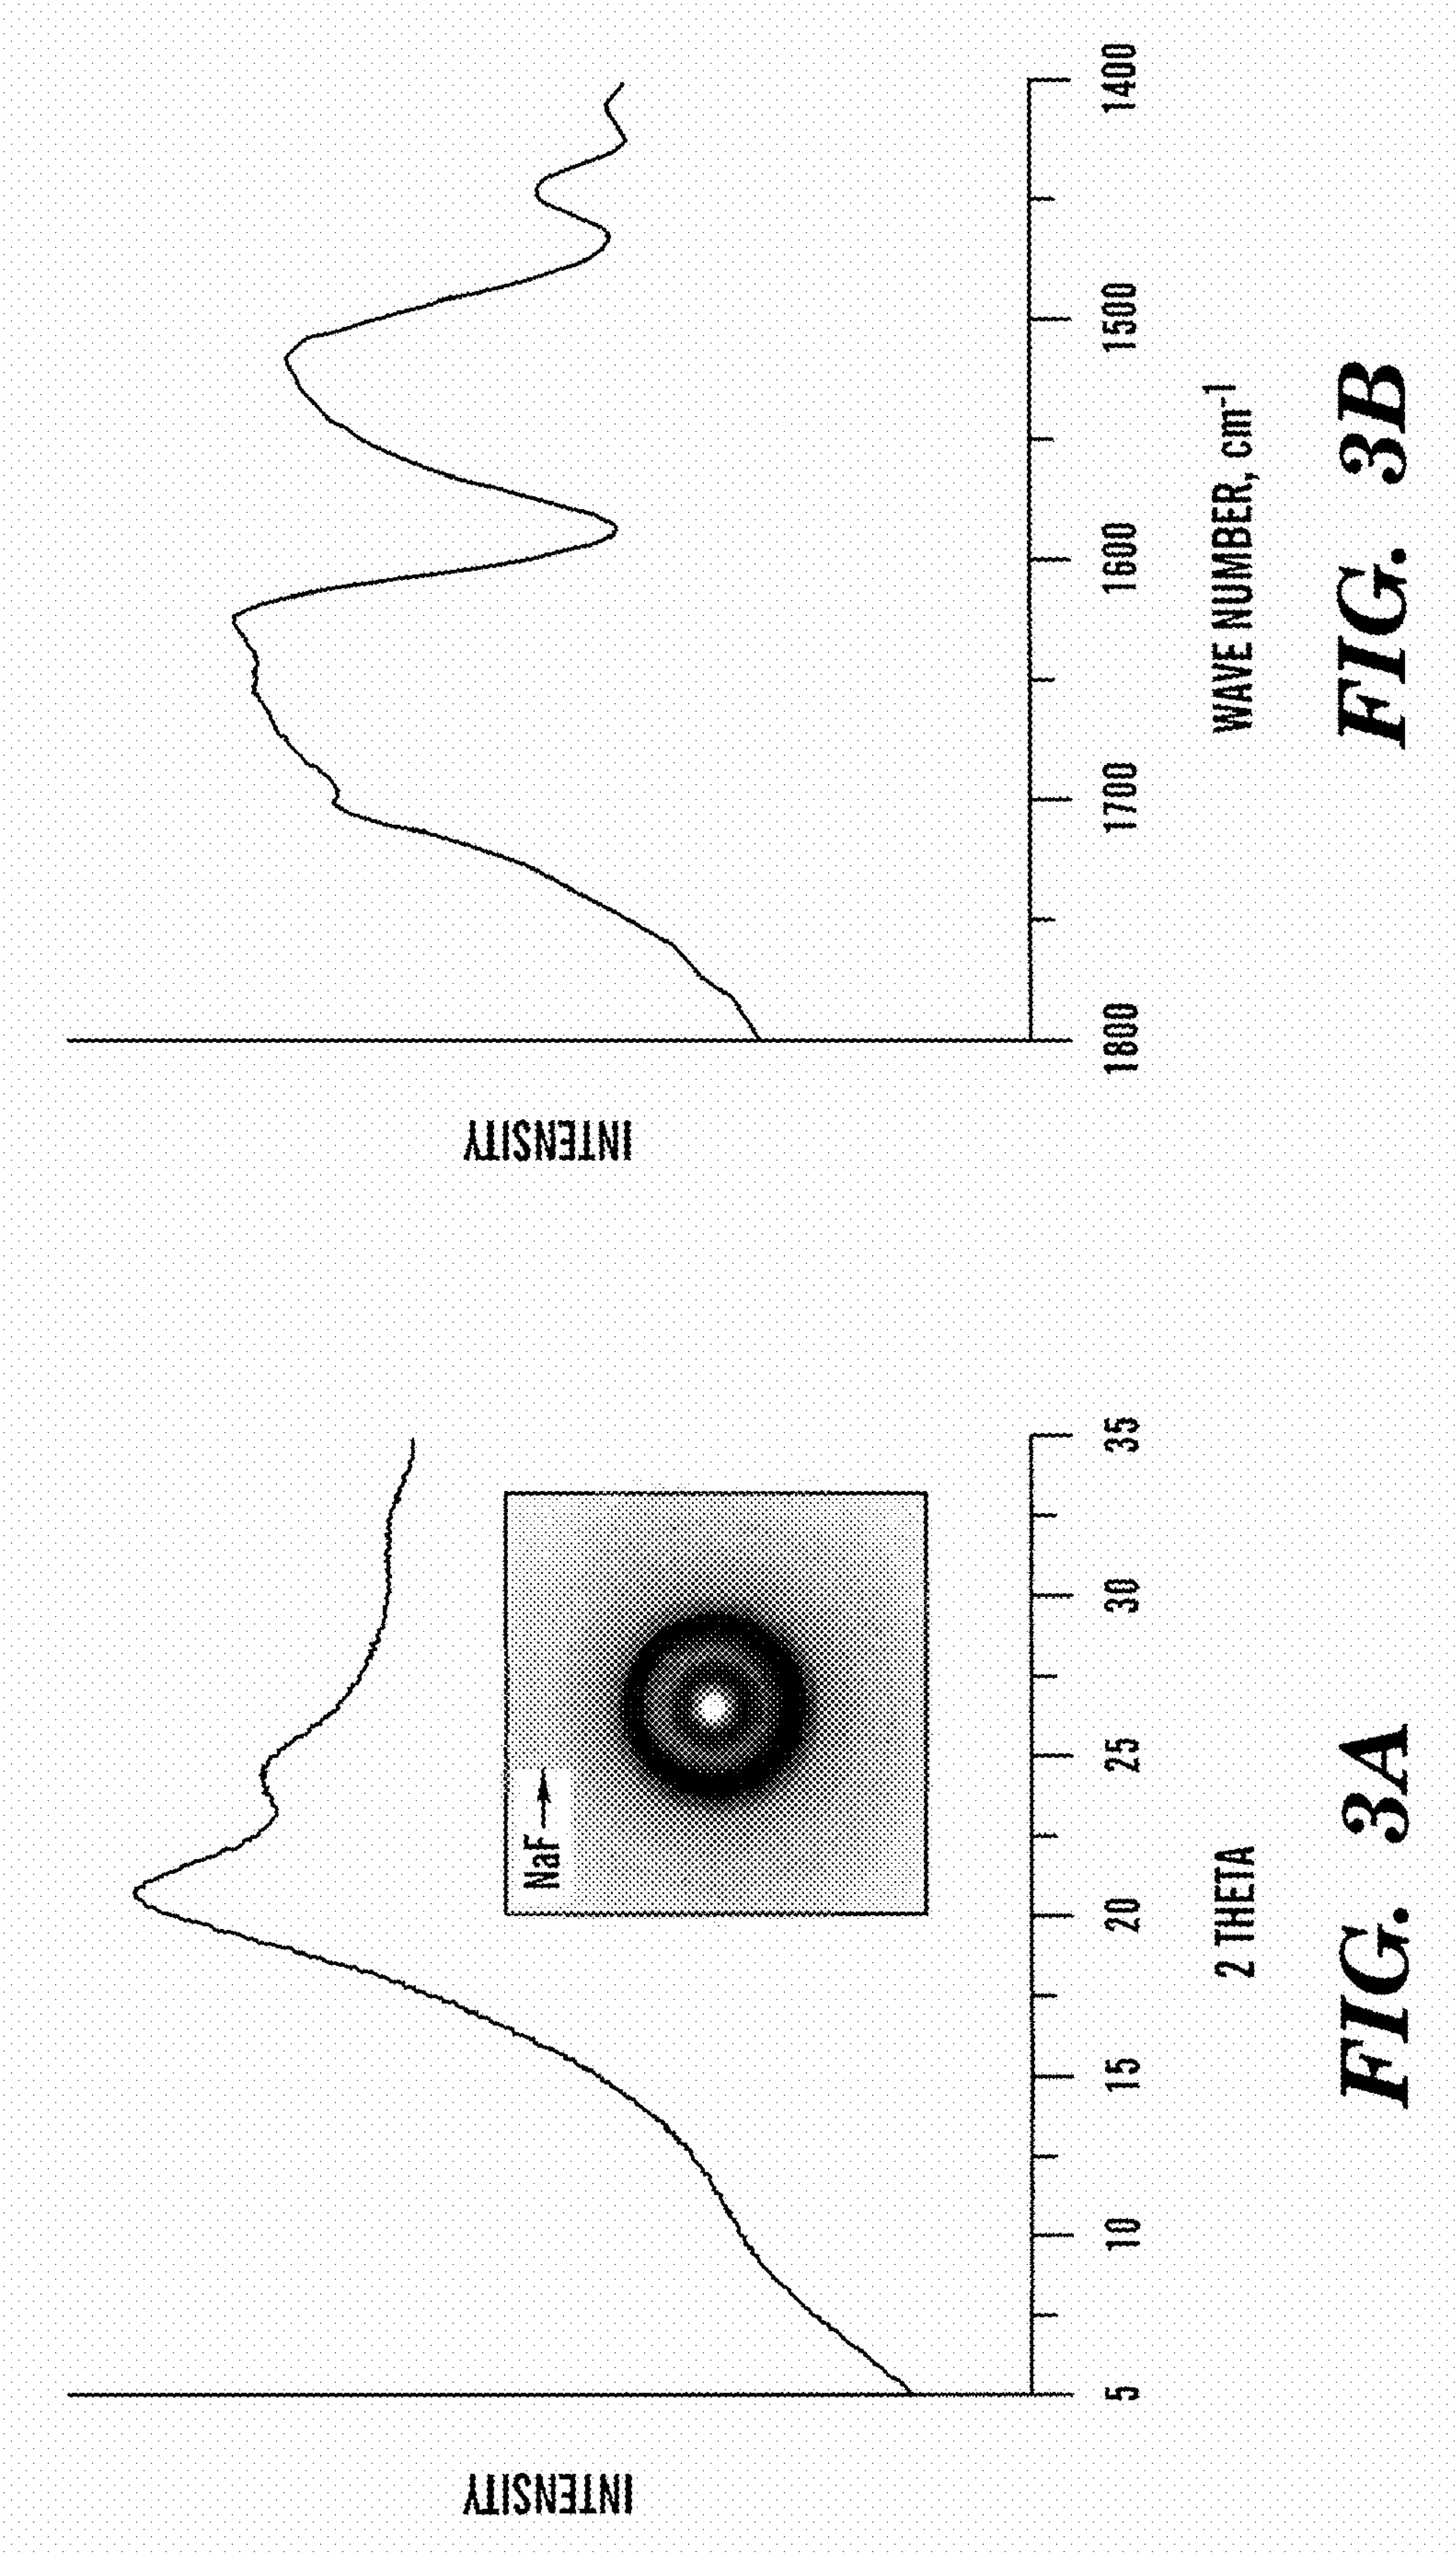 INTENSITY
NaF
5 10 15 20 25 30 35
2 THETA
FIG. 3A
INTENSITY
1800 1700 1600 1500 1400
WAVE NUMBER, cm⁻¹
FIG. 3B